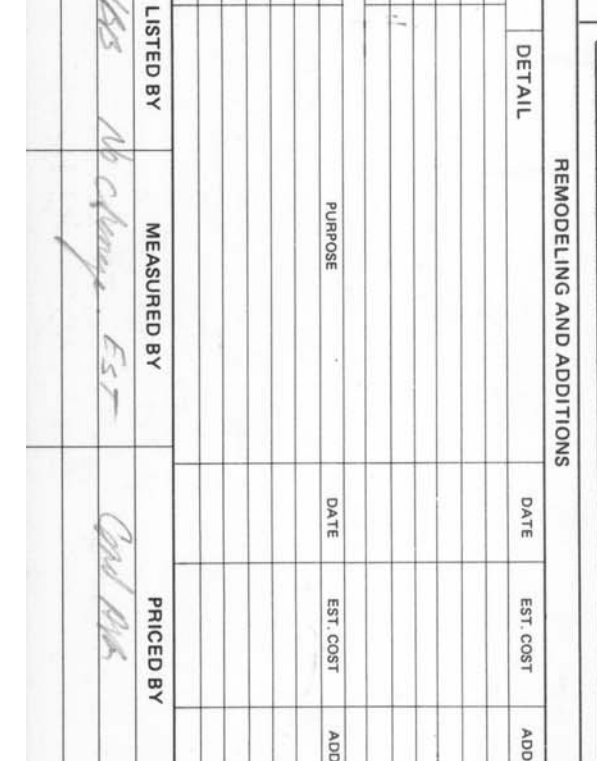 REMODELING AND ADDITIONS
DETAIL DATE EST. COST ADD
PURPOSE DATE EST. COST ADD
LISTED BY MEASURED BY PRICED BY
No change. EST